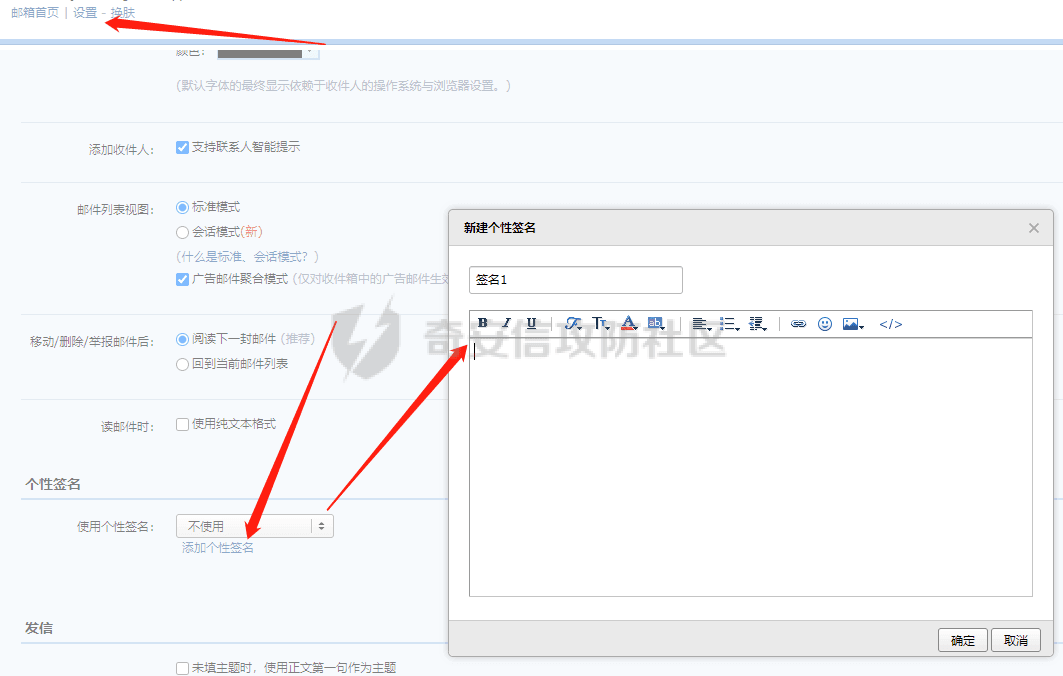 邮箱首页 | 设置 - 换肤
颜色：
(默认字体的最终显示依赖于收件人的操作系统与浏览器设置。)
添加收件人： 支持联系人智能提示
邮件列表视图： 标准模式
会话模式(新)
(什么是标准、会话模式？)
广告邮件聚合模式 (仅对收件箱中的广告邮件生效
移动/删除/举报邮件后： 阅读下一封邮件 (推荐)
回到当前邮件列表
读邮件时： 使用纯文本格式
个性签名
使用个性签名： 不使用
添加个性签名
发信
未填主题时，使用正文第一句作为主题
新建个性签名
签名1
B I U
</>
奇安信攻防社区
确定 取消